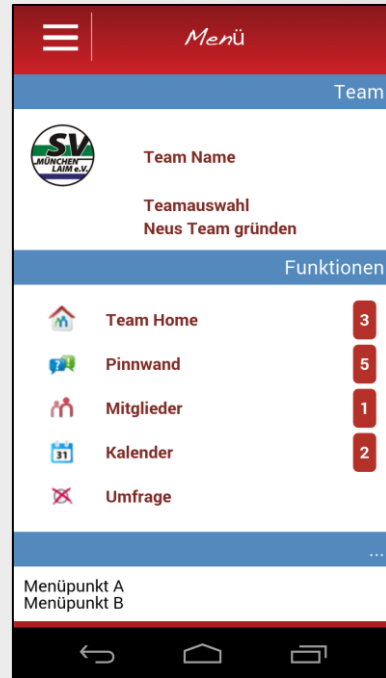 Menü
Team
SV
MÜNCHEN
LAIM e.V.
Team Name
Teamauswahl
Neus Team gründen
Funktionen
Team Home 3
? !
Pinnwand 5
Mitglieder 1
31
Kalender 2
Umfrage
...
Menüpunkt A
Menüpunkt B